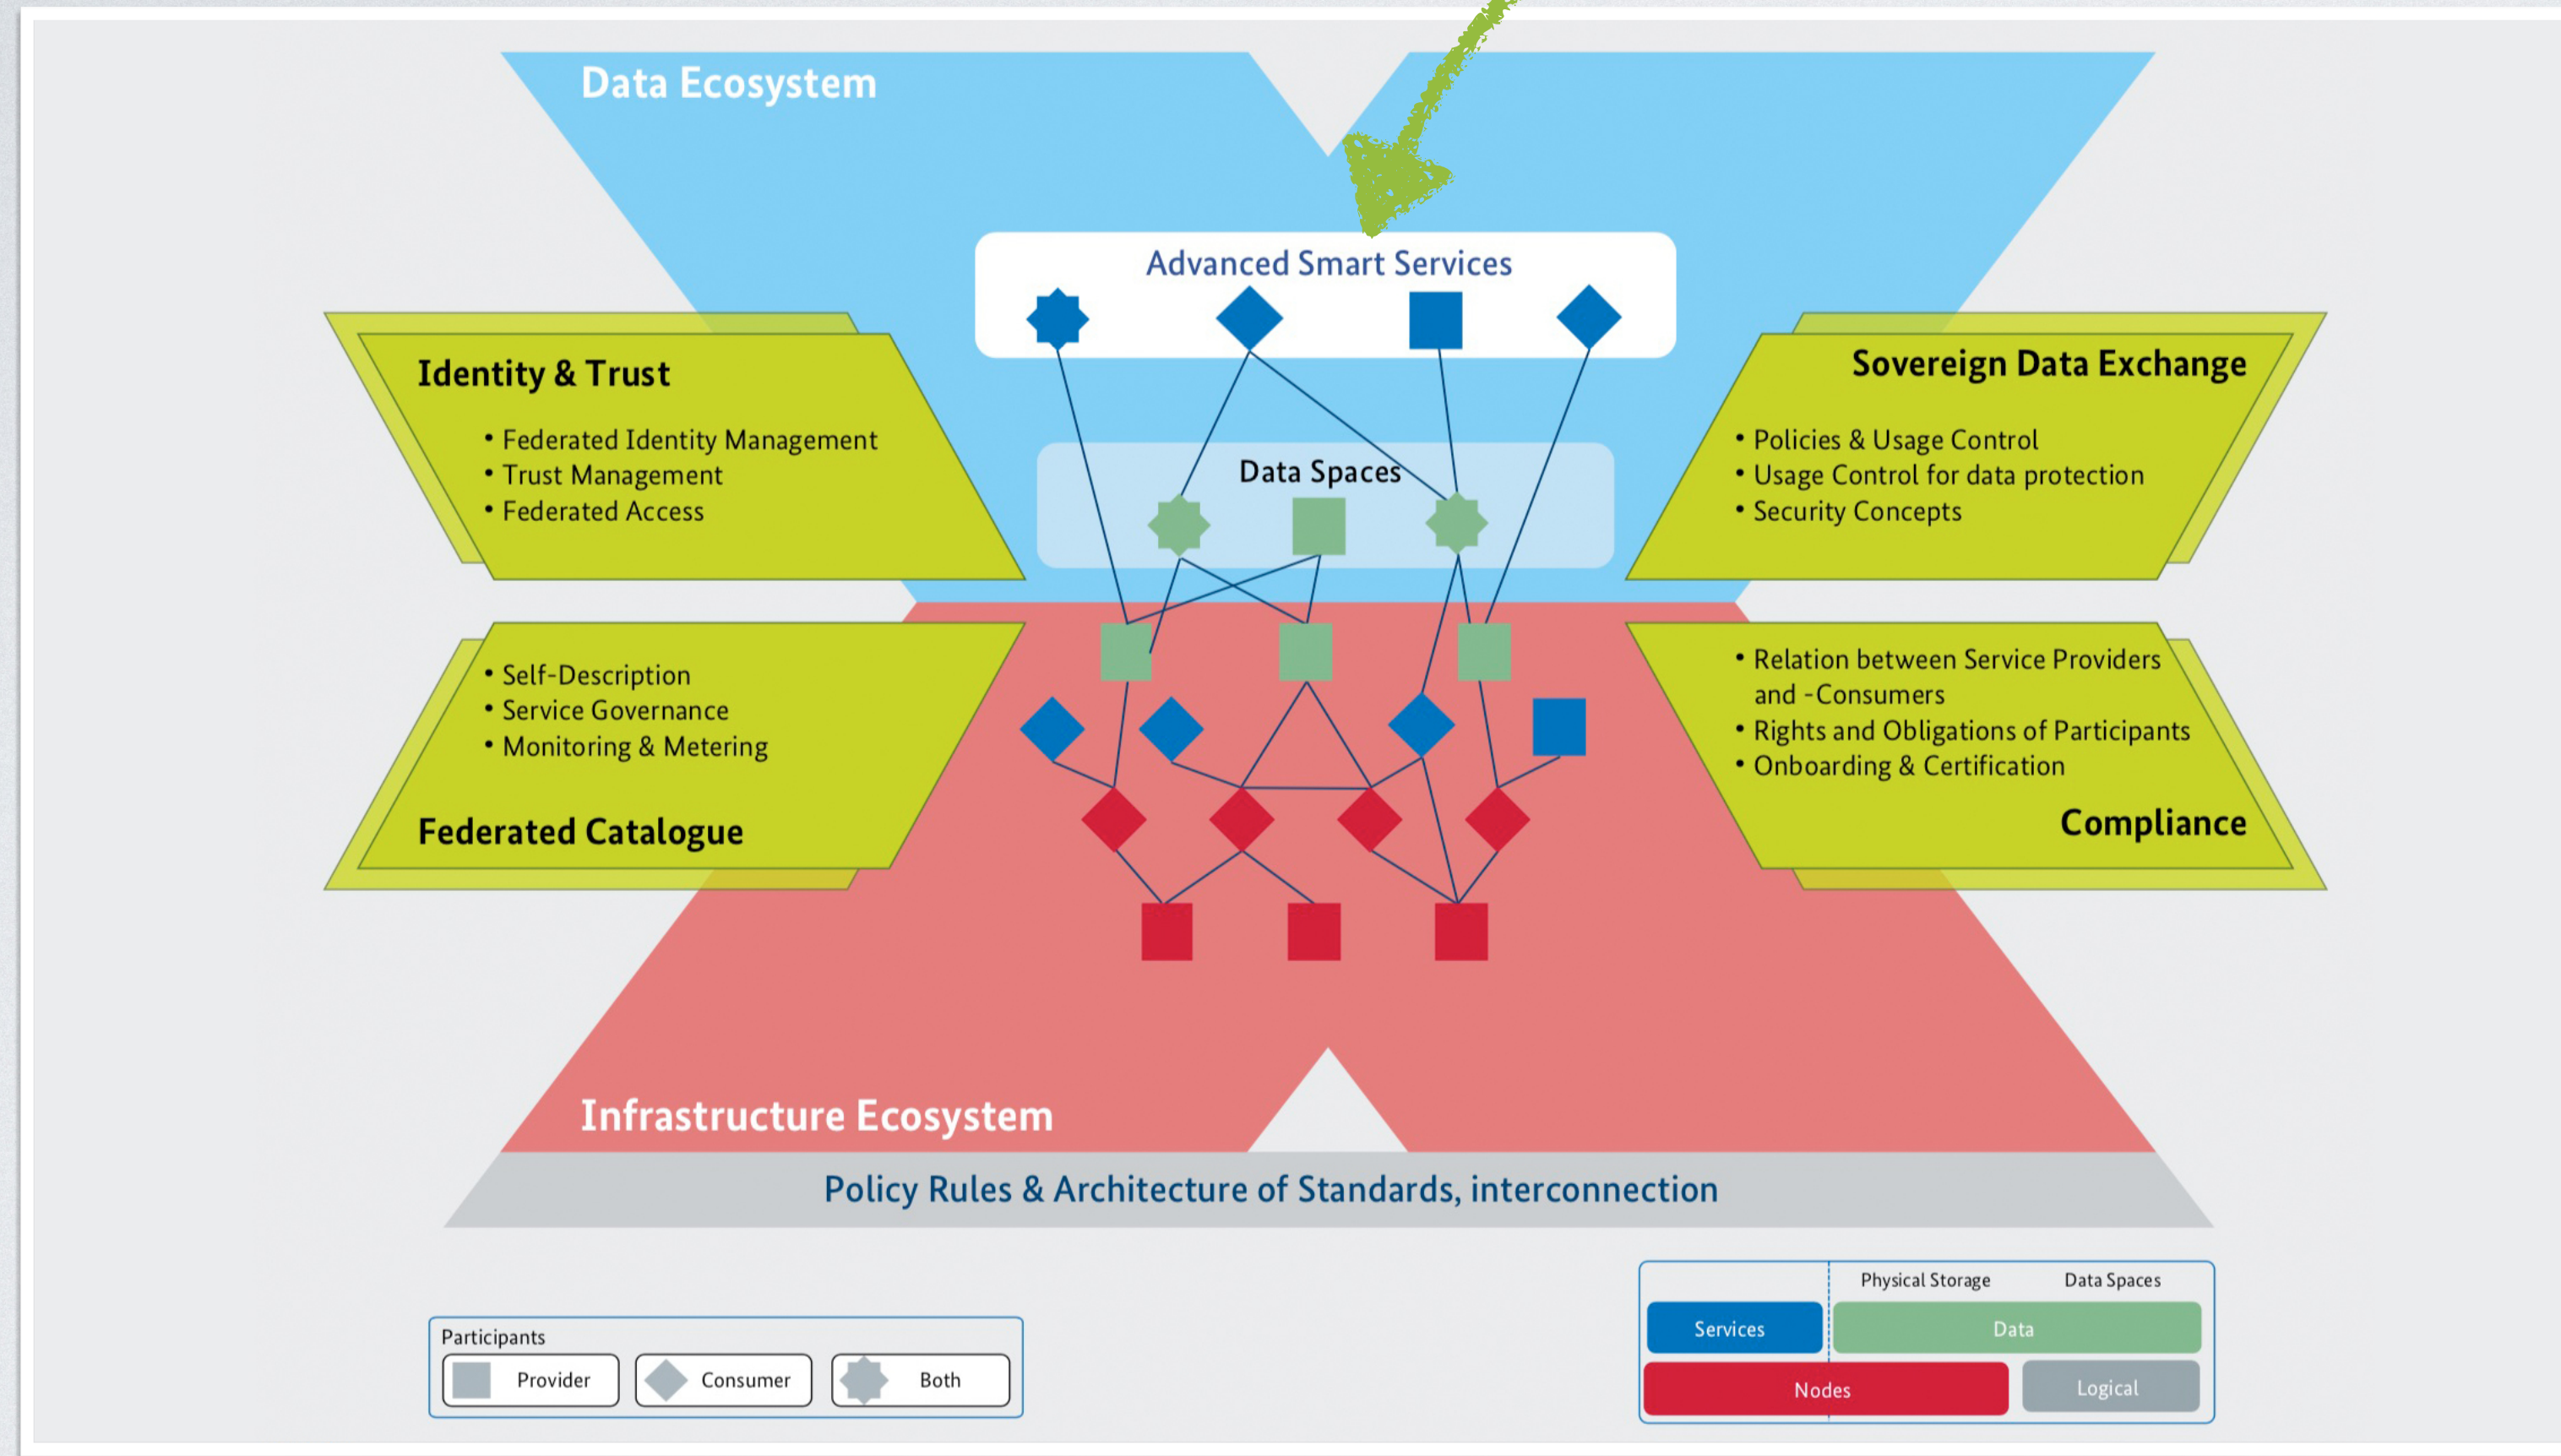 Data Ecosystem
Advanced Smart Services
Identity & Trust
• Federated Identity Management
• Trust Management
• Federated Access
Sovereign Data Exchange
• Policies & Usage Control
• Usage Control for data protection
• Security Concepts
Data Spaces
• Self-Description
• Service Governance
• Monitoring & Metering
Federated Catalogue
• Relation between Service Providers
and -Consumers
• Rights and Obligations of Participants
• Onboarding & Certification
Compliance
Infrastructure Ecosystem
Policy Rules & Architecture of Standards, interconnection
Participants
Provider
Consumer
Both
Physical Storage
Data Spaces
Services
Data
Nodes
Logical